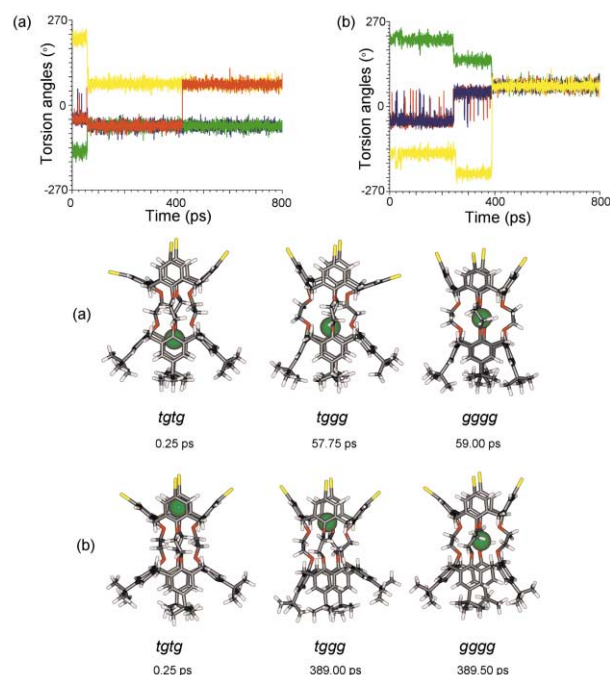 (a)
(b)
270
0
-270
Torsion angles (°)
0
400
800
Time (ps)
270
0
-270
Torsion angles (°)
0
400
800
Time (ps)
(a)
tgtg
tggg
gggg
0.25 ps
57.75 ps
59.00 ps
(b)
tgtg
tggg
gggg
0.25 ps
389.00 ps
389.50 ps